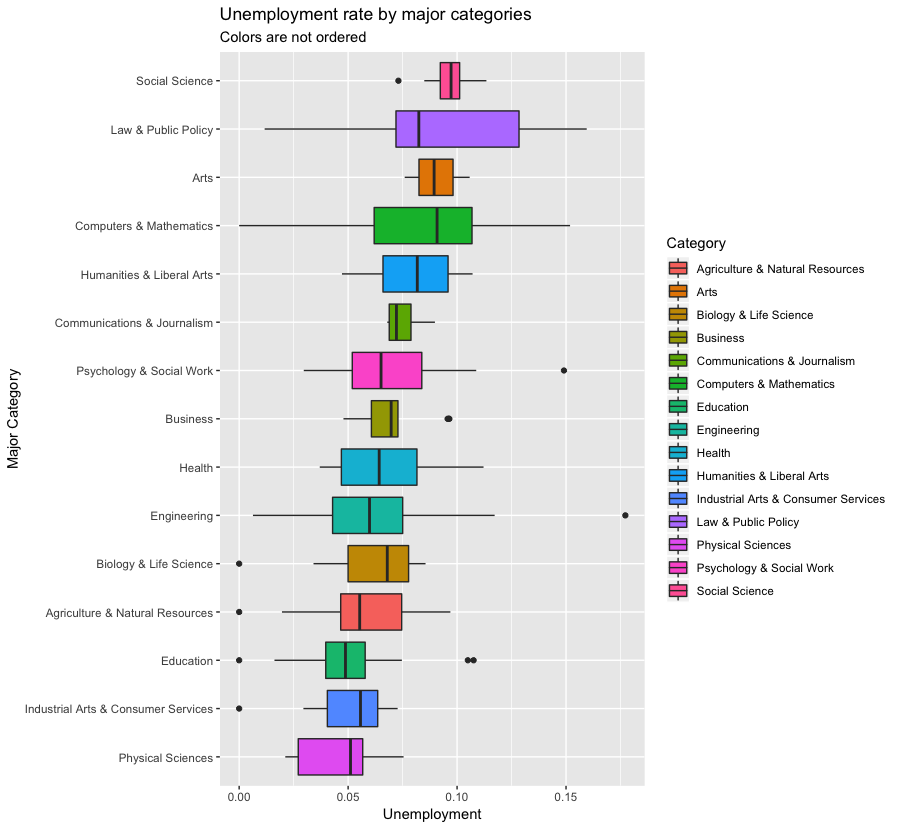 Unemployment rate by major categories
Colors are not ordered
Major Category
Social Science
Law & Public Policy
Arts
Computers & Mathematics
Humanities & Liberal Arts
Communications & Journalism
Psychology & Social Work
Business
Health
Engineering
Biology & Life Science
Agriculture & Natural Resources
Education
Industrial Arts & Consumer Services
Physical Sciences
0.00 0.05 0.10 0.15
Unemployment
Category
Agriculture & Natural Resources
Arts
Biology & Life Science
Business
Communications & Journalism
Computers & Mathematics
Education
Engineering
Health
Humanities & Liberal Arts
Industrial Arts & Consumer Services
Law & Public Policy
Physical Sciences
Psychology & Social Work
Social Science